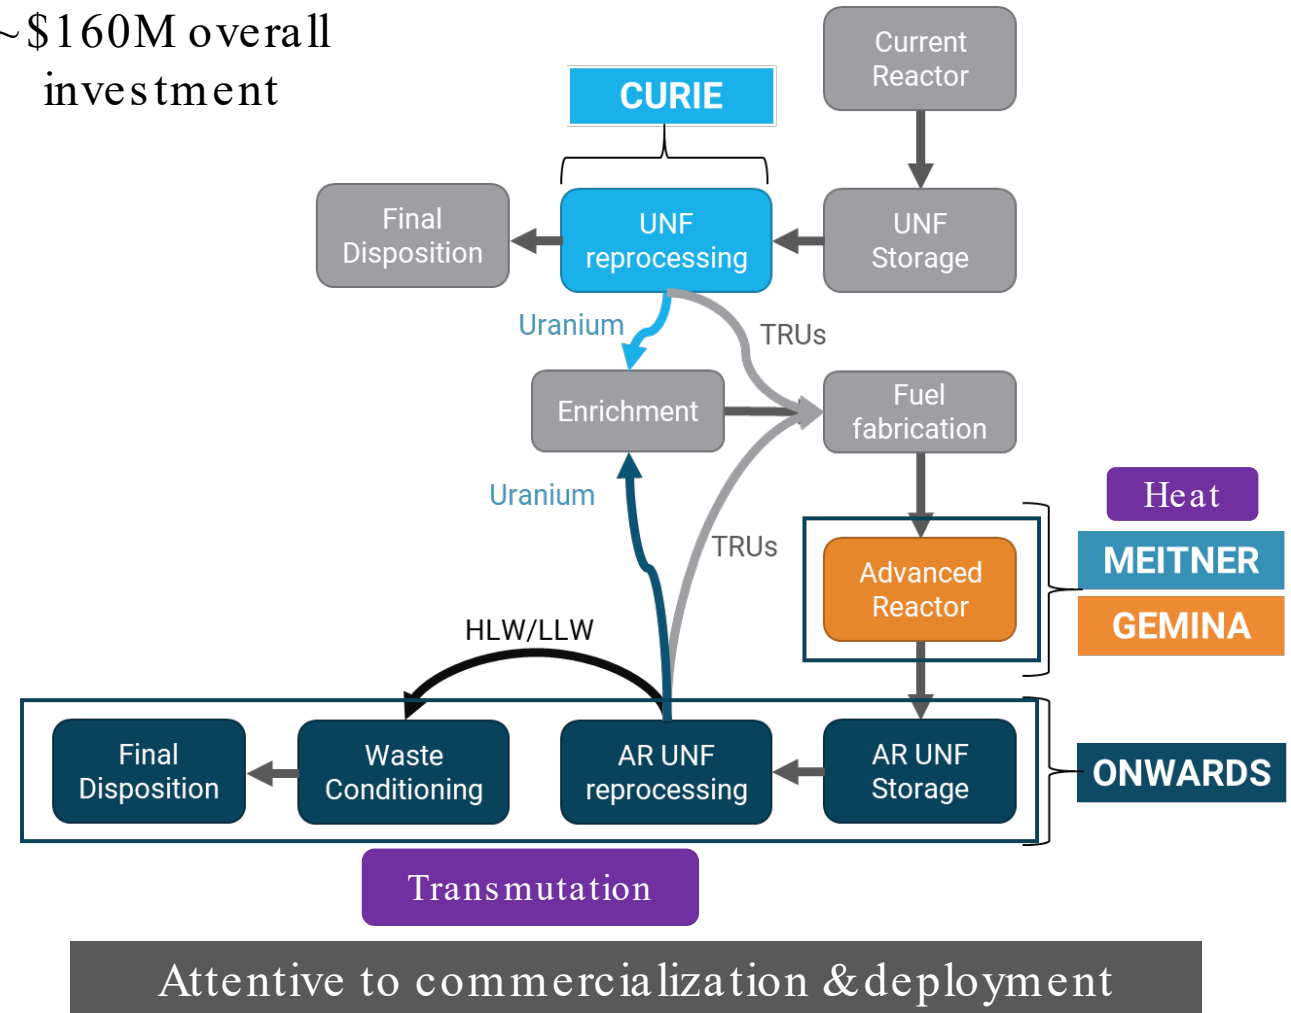 ~$160M overall
investment
Current
Reactor
CURIE
Final
Disposition
UNF
reprocessing
UNF
Storage
Uranium
TRUs
Enrichment
Fuel
fabrication
Uranium
TRUs
Heat
MEITNER
GEMINA
Advanced
Reactor
HLW/LLW
Final
Disposition
Waste
Conditioning
AR UNF
reprocessing
AR UNF
Storage
ONWARDS
Transmutation
Attentive to commercialization & deployment